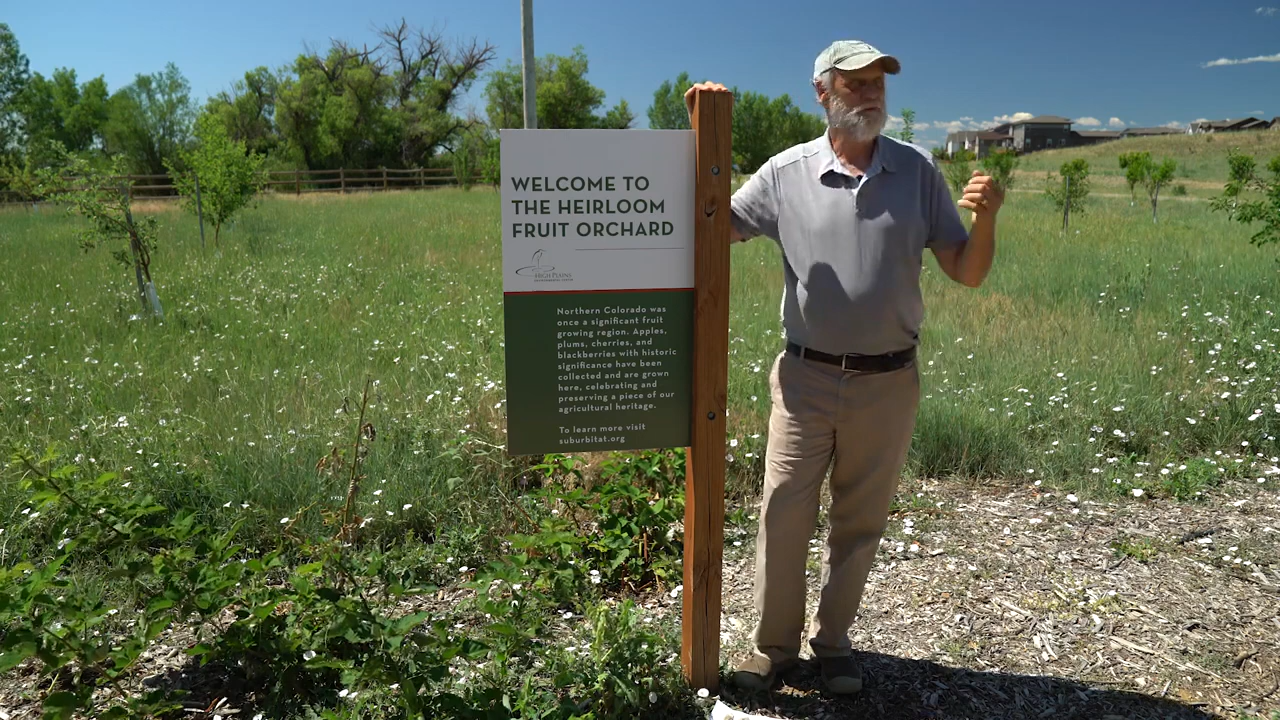 WELCOME TO
THE HEIRLOOM
FRUIT ORCHARD
HIGH PLAINS
Northern Colorado was
once a significant fruit
growing region. Apples,
plums, cherries, and
blackberries with historic
significance have been
collected and are grown
here, celebrating and
preserving a piece of our
agricultural heritage.
To learn more visit
suburbitat.org